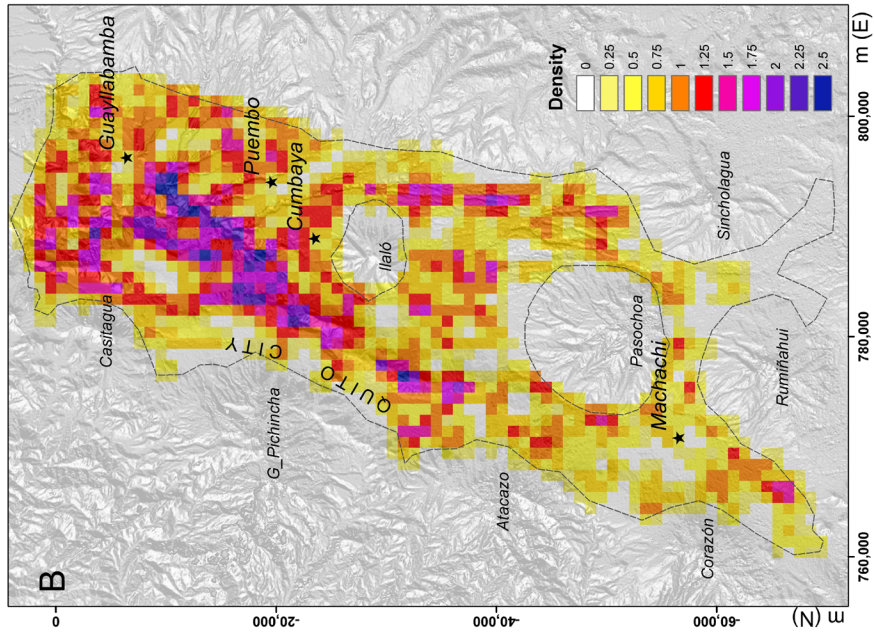 B
Guayllabamba
Puembo
Cumbaya
Casitagua
Ilaló
QUITO CITY
G_Pichincha
Pasochoa
Machachi
Sincholagua
Rumiñahui
Atacazo
Corazón
Density
0
0.25
0.5
0.75
1
1.25
1.5
1.75
2
2.25
2.5
m (E)
800,000
780,000
760,000
m (N)
0
-20,000
-40,000
-60,000